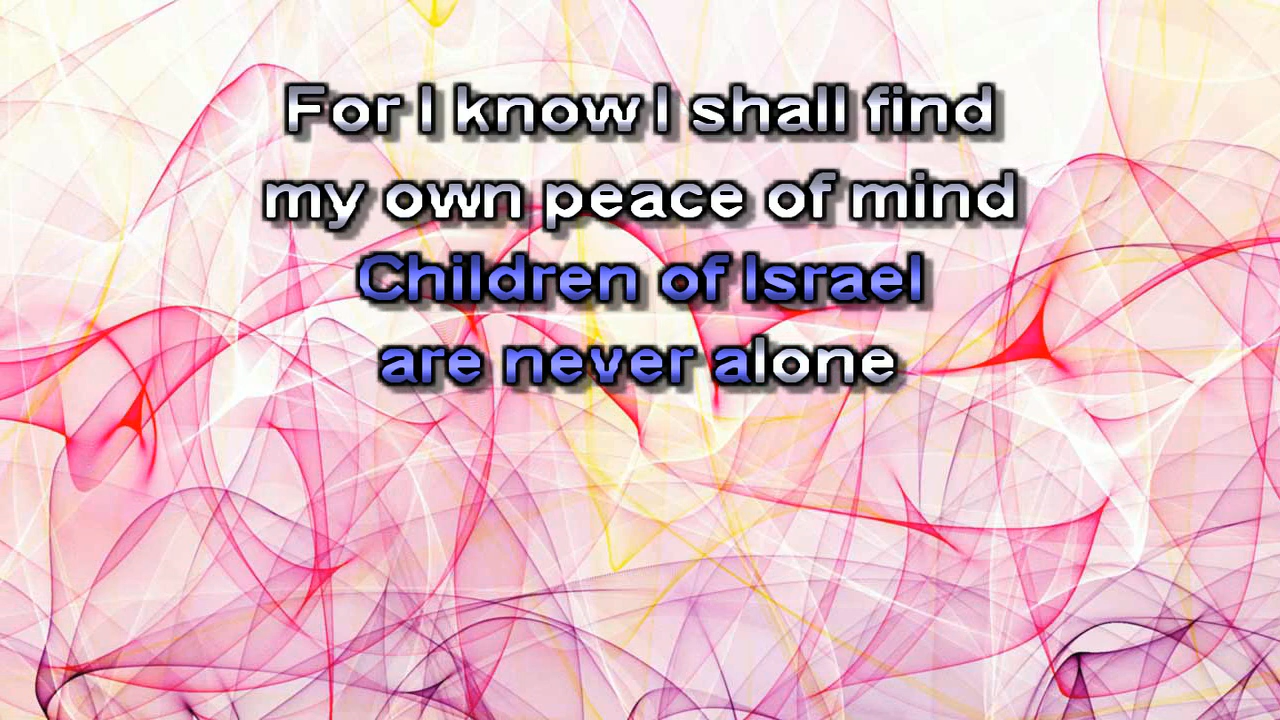 For I know I shall find
my own peace of mind
Children of Israel
are never alone